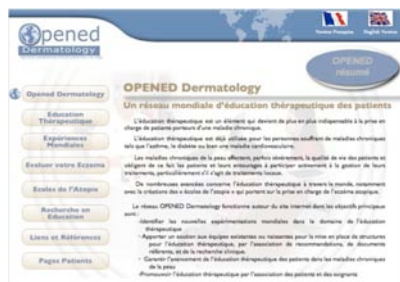 Opened
Dermatology
Version Française English Version
OPENED
résumé
Opened Dermatology
Education
Thérapeutique
Expériences
Mondiales
Evaluer votre Eczema
Ecoles de l'Atopie
Recherche en
Education
Liens et Références
Pages Patients
OPENED Dermatology
Un réseau mondiale d'éducation thérapeutique des patients
L'éducation thérapeutique est un élément qui devient de plus en plus indispensable à la prise en
charge de patients porteurs d'une maladie chronique.
L'éducation thérapeutique est déjà utilisée pour les personnes souffrent de maladies chroniques
tels que l'asthme, le diabète ou bien une maladie cardiovasculaire.
Les maladies chroniques de la peau affectent, parfois sévèrement, la qualité de vie des patients et
obligent de ce fait les patients et leurs entourages à participer activement à la gestion de leurs
traitements, particulièrement s'il s'agit de traitements locaux.
De nombreuses exercices concerne l'éducation thérapeutique à travers le monde, notamment
avec la créations des « écoles de l'atopie » qui portent sur la prise en charge de l'eczéma atopique.
Le réseau OPENED Dermatology fonctionne autour du site internet dans les objectifs principaux
sont :
-Identifier les nouvelles expérimentations mondiales dans le domaine de l'éducation
thérapeutique
- Apporter un soutien aux équipes existantes ou naissantes pour la mise en place de structures
pour l'éducation thérapeutique, par l'association de recommandations, de documents
référents, et de la recherche clinique.
- Garantir l'avancement de l'éducation thérapeutique des patients dans les maladies chroniques
de la peau
-Promouvoir l'éducation thérapeutique par l'association des patients et des soignants